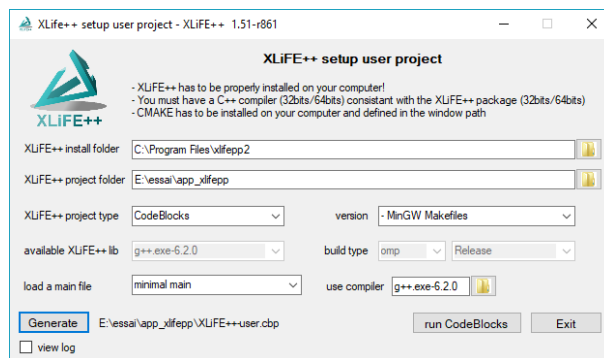 XLife++ setup user project - XLiFE++ 1.51-r861
XLiFE++ setup user project
- XLiFE++ has to be properly installed on your computer!
- You must have a C++ compiler (32bits/64bits) consistant with the XLiFE++ package (32bits/64bits)
- CMAKE has to be installed on your computer and defined in the window path
XLIFE++
XLiFE++ install folder C:\Program Files\xlifepp2
XLiFE++ project folder E:\essai\app_xlifepp
XLiFE++ project type CodeBlocks version - MinGW Makefiles
available XLiFE++ lib g++.exe-6.2.0 build type omp Release
load a main file minimal main use compiler g++.exe-6.2.0
Generate E:\essai\app_xlifepp\XLiFE++-user.cbp run CodeBlocks Exit
view log